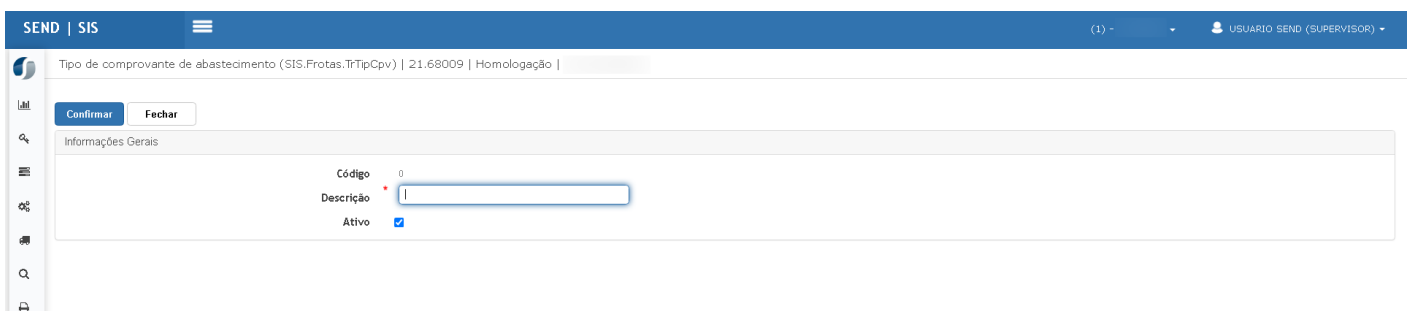 SEND | SIS
(1) -
USUARIO SEND (SUPERVISOR)
Tipo de comprovante de abastecimento (SIS.Frotas.TrTipCpv) | 21.68009 | Homologação |
Confirmar Fechar
Informações Gerais
Código 0
Descrição *
Ativo